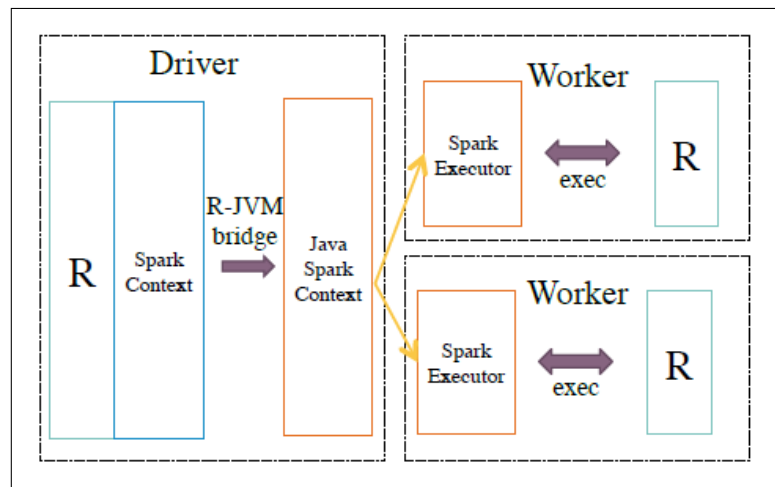 Driver
R
Spark
Context
R-JVM
bridge
Java
Spark
Context
Worker
Spark
Executor
exec
R
Worker
Spark
Executor
exec
R